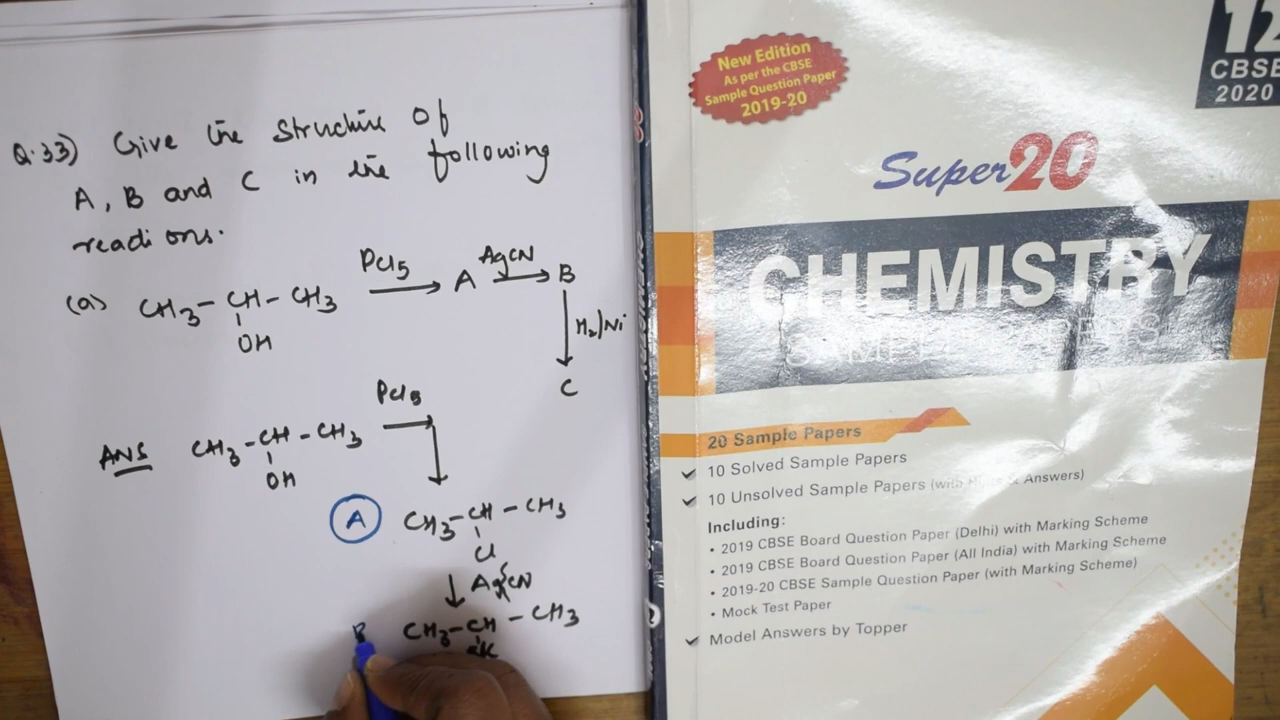 Q.33) Give the Structure Of
A, B and C in the following
reactions.
(a) CH3 - CH - CH3 PCl5 A AgCN B
OH
H2/Ni
C
ANS CH3 - CH - CH3 PCl5
OH
A CH3 - CH - CH3
Cl
AgCN
CH3 - CH - CH3
B
New Edition
As per the CBSE
Sample Question Paper
2019-20
12
CBSE
2020
Super20
CHEMISTRY
20 Sample Papers
10 Solved Sample Papers
10 Unsolved Sample Papers (with Hints & Answers)
Including:
• 2019 CBSE Board Question Paper (Delhi) with Marking Scheme
• 2019 CBSE Board Question Paper (All India) with Marking Scheme
• 2019-20 CBSE Sample Question Paper (with Marking Scheme)
• Mock Test Paper
Model Answers by Topper